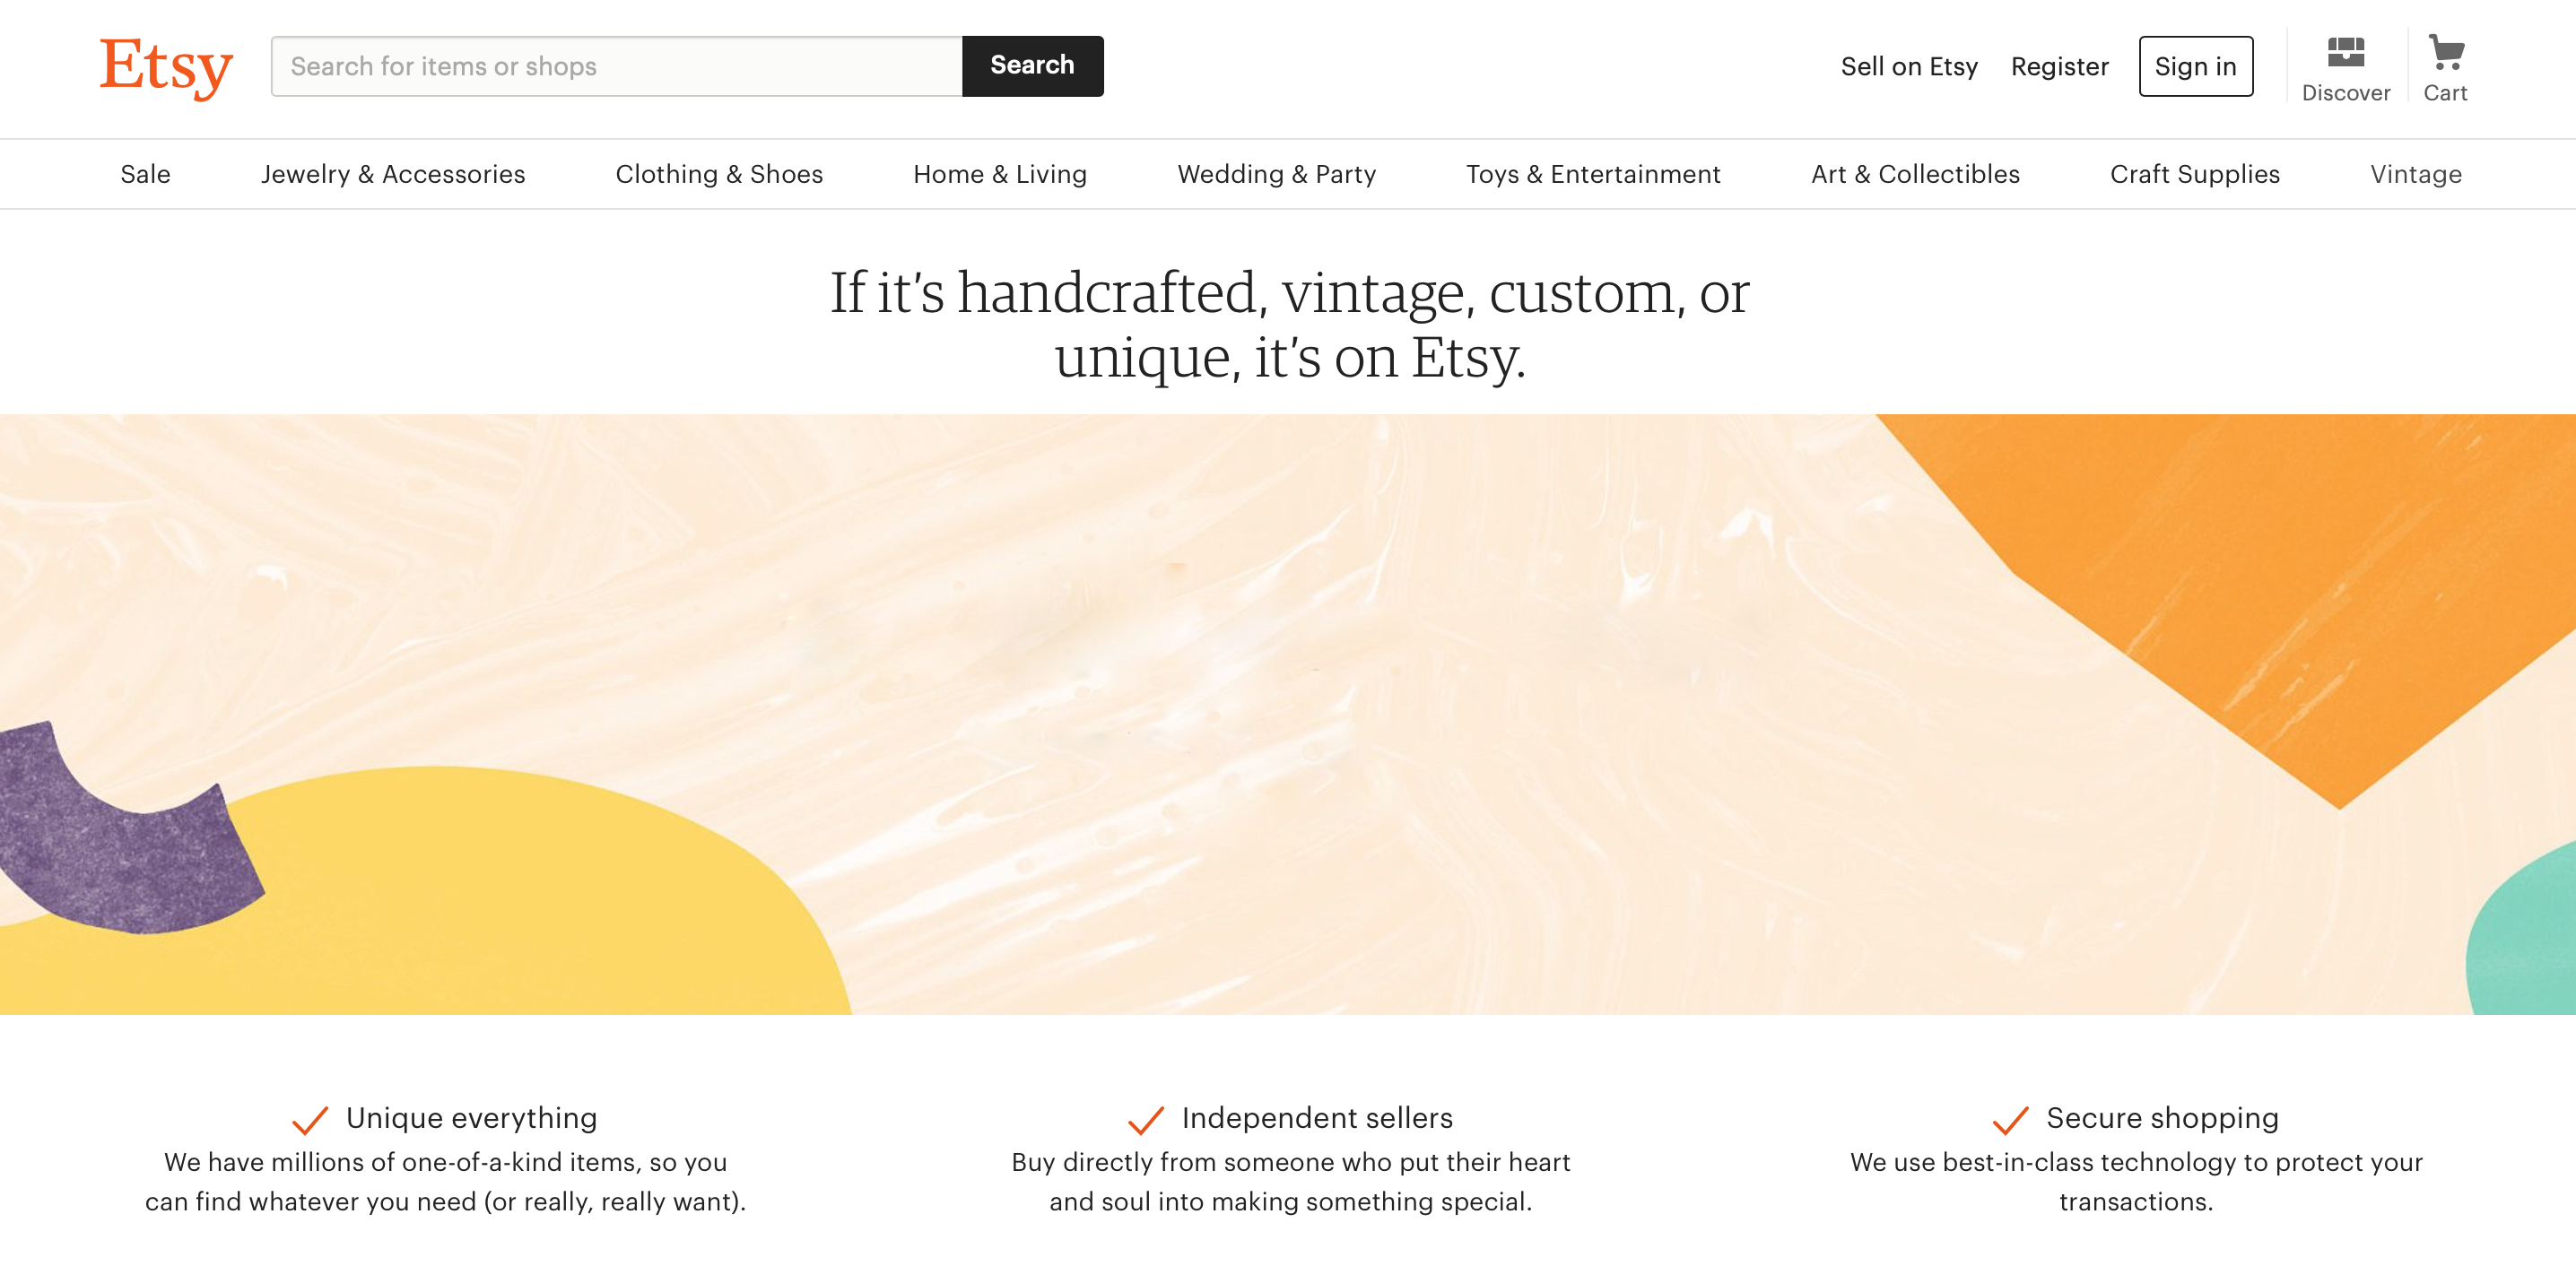 Etsy
Search for items or shops
Search
Sell on Etsy
Register
Sign in
Discover
Cart
Sale
Jewelry & Accessories
Clothing & Shoes
Home & Living
Wedding & Party
Toys & Entertainment
Art & Collectibles
Craft Supplies
Vintage
If it’s handcrafted, vintage, custom, or
unique, it’s on Etsy.
Unique everything
We have millions of one-of-a-kind items, so you
can find whatever you need (or really, really want).
Independent sellers
Buy directly from someone who put their heart
and soul into making something special.
Secure shopping
We use best-in-class technology to protect your
transactions.